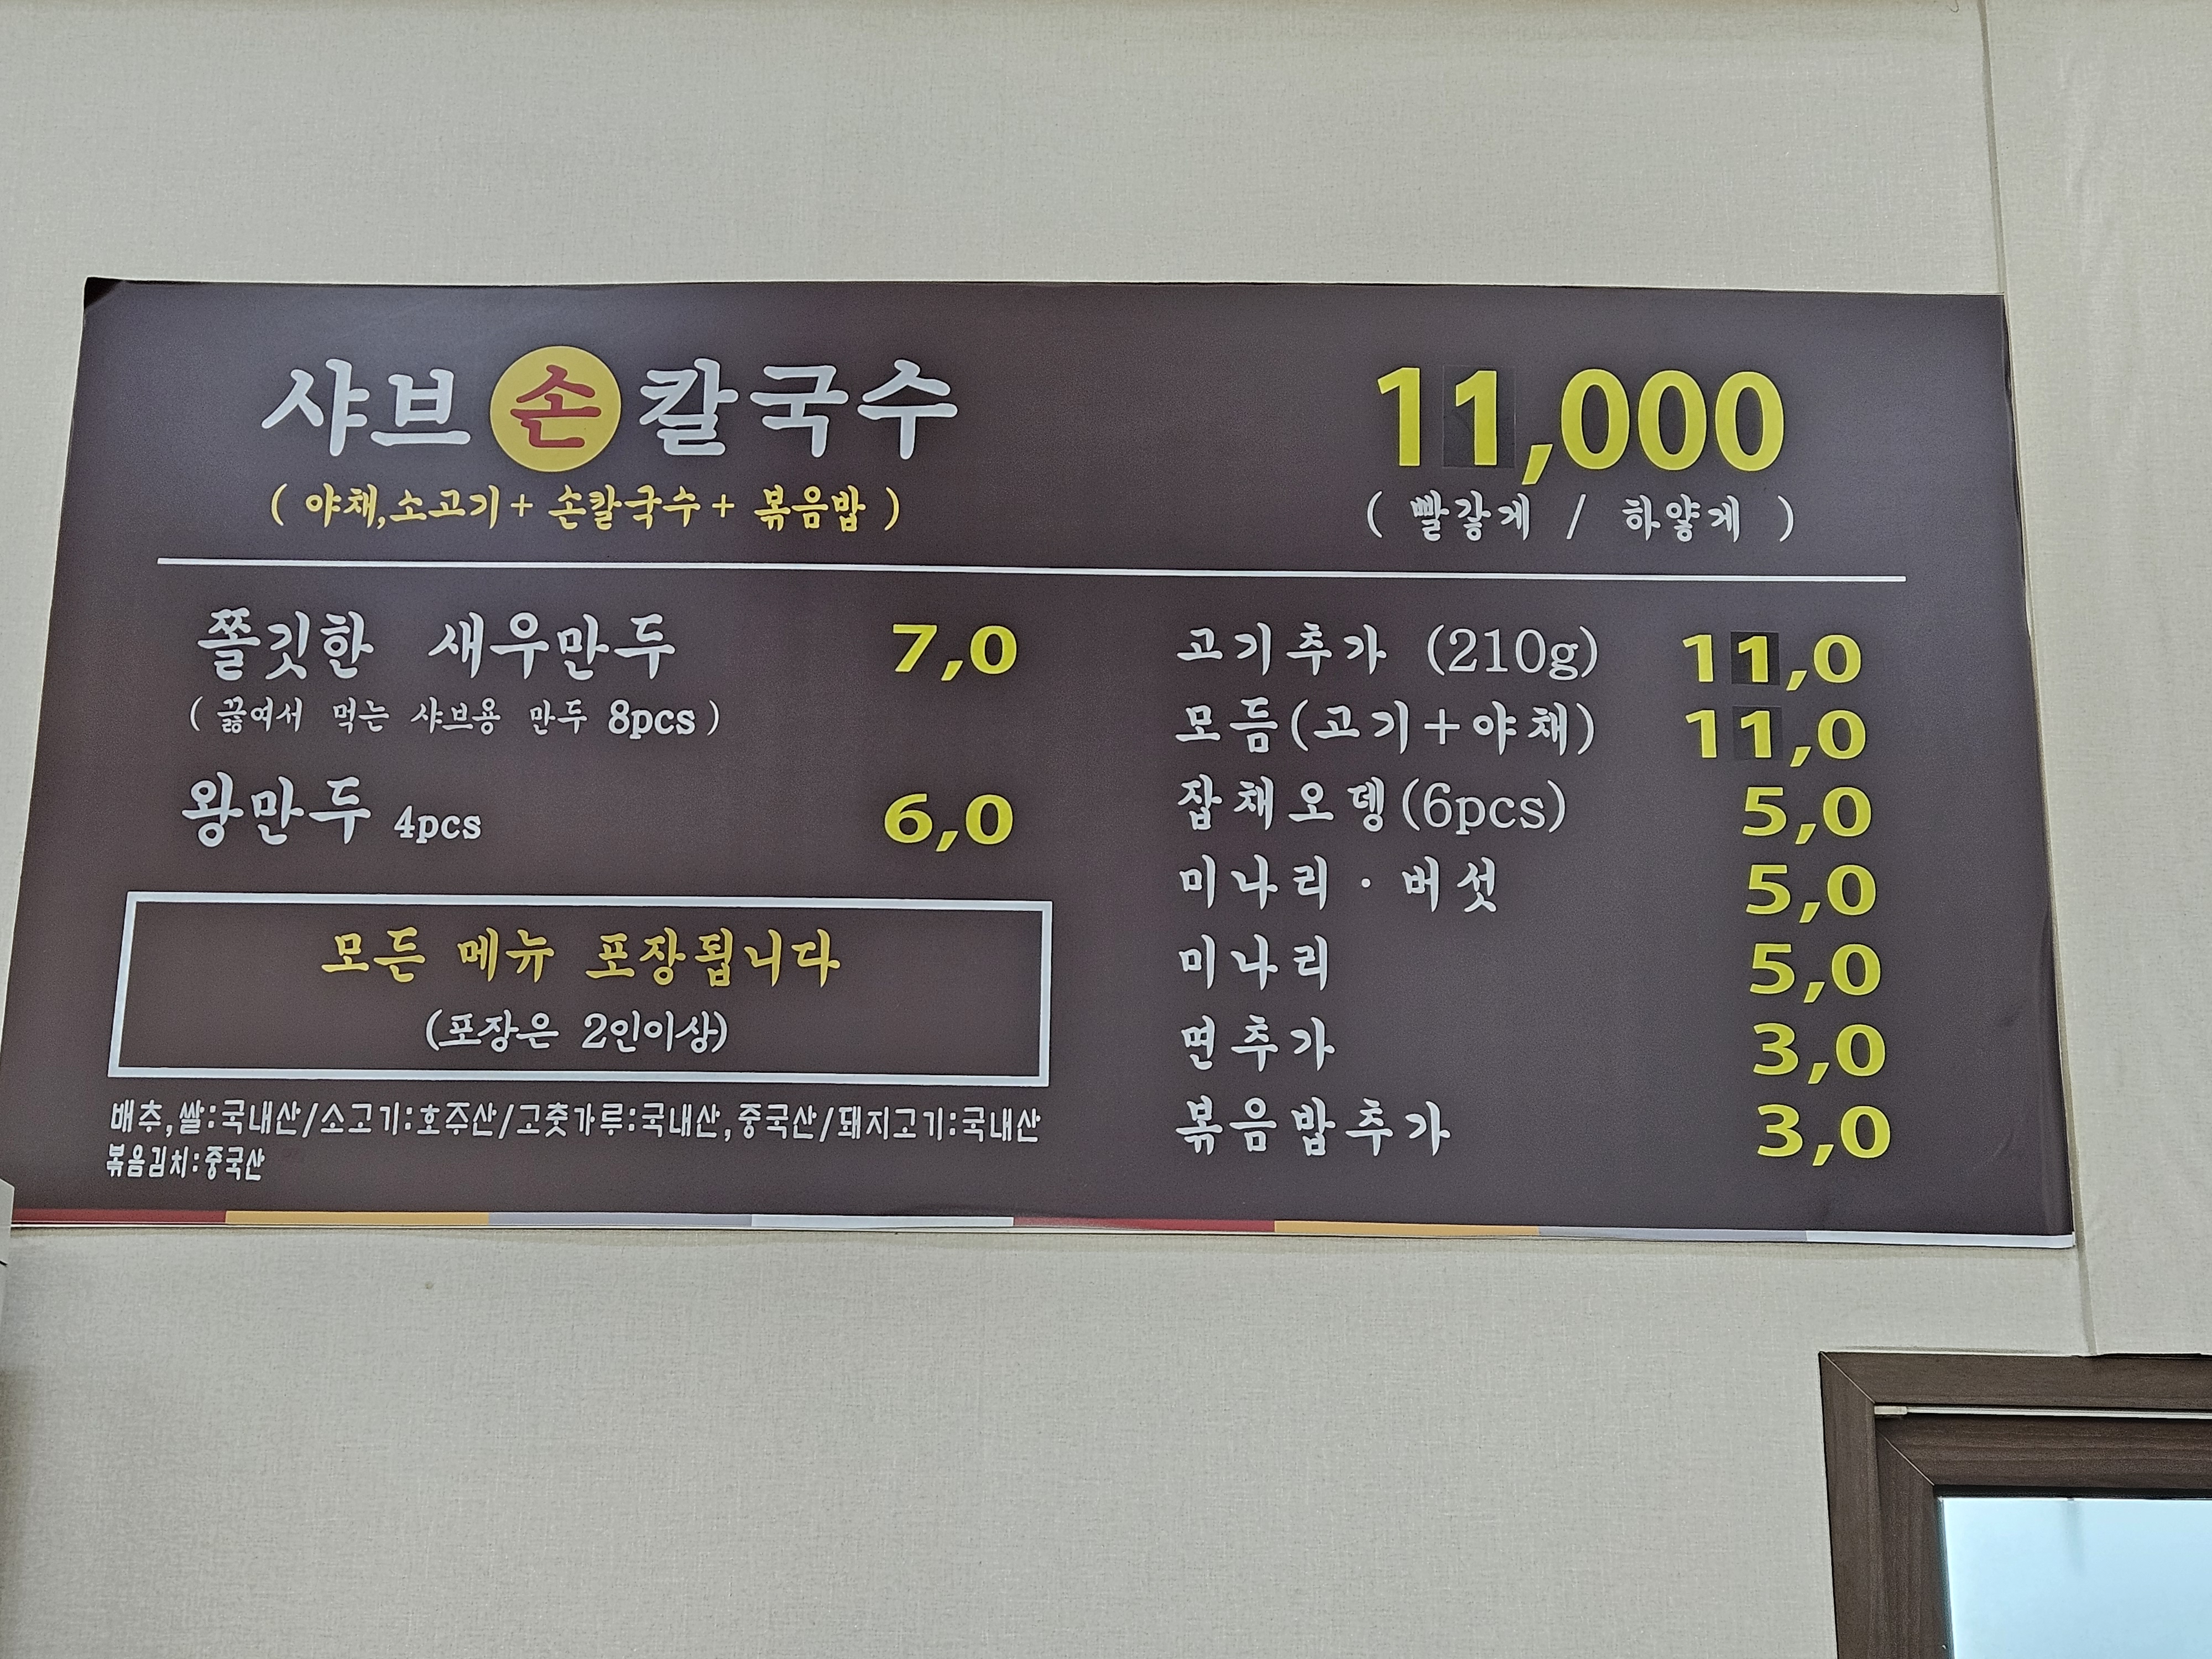 샤브손칼국수
11,000
( 야채,소고기 + 손칼국수 + 볶음밥 )
( 빨갛게 / 하얗게 )
쫄깃한 새우만두 7,0
( 끓여서 먹는 샤브용 만두 8pcs )
왕만두 4pcs 6,0
모든 메뉴 포장됩니다
(포장은 2인이상)
배추,쌀:국내산/소고기:호주산/고춧가루:국내산,중국산/돼지고기:국내산
볶음김치:중국산
고기추가 (210g) 11,0
모듬(고기+야채) 11,0
잡채오뎅(6pcs) 5,0
미나리·버섯 5,0
미나리 5,0
면추가 3,0
볶음밥추가 3,0